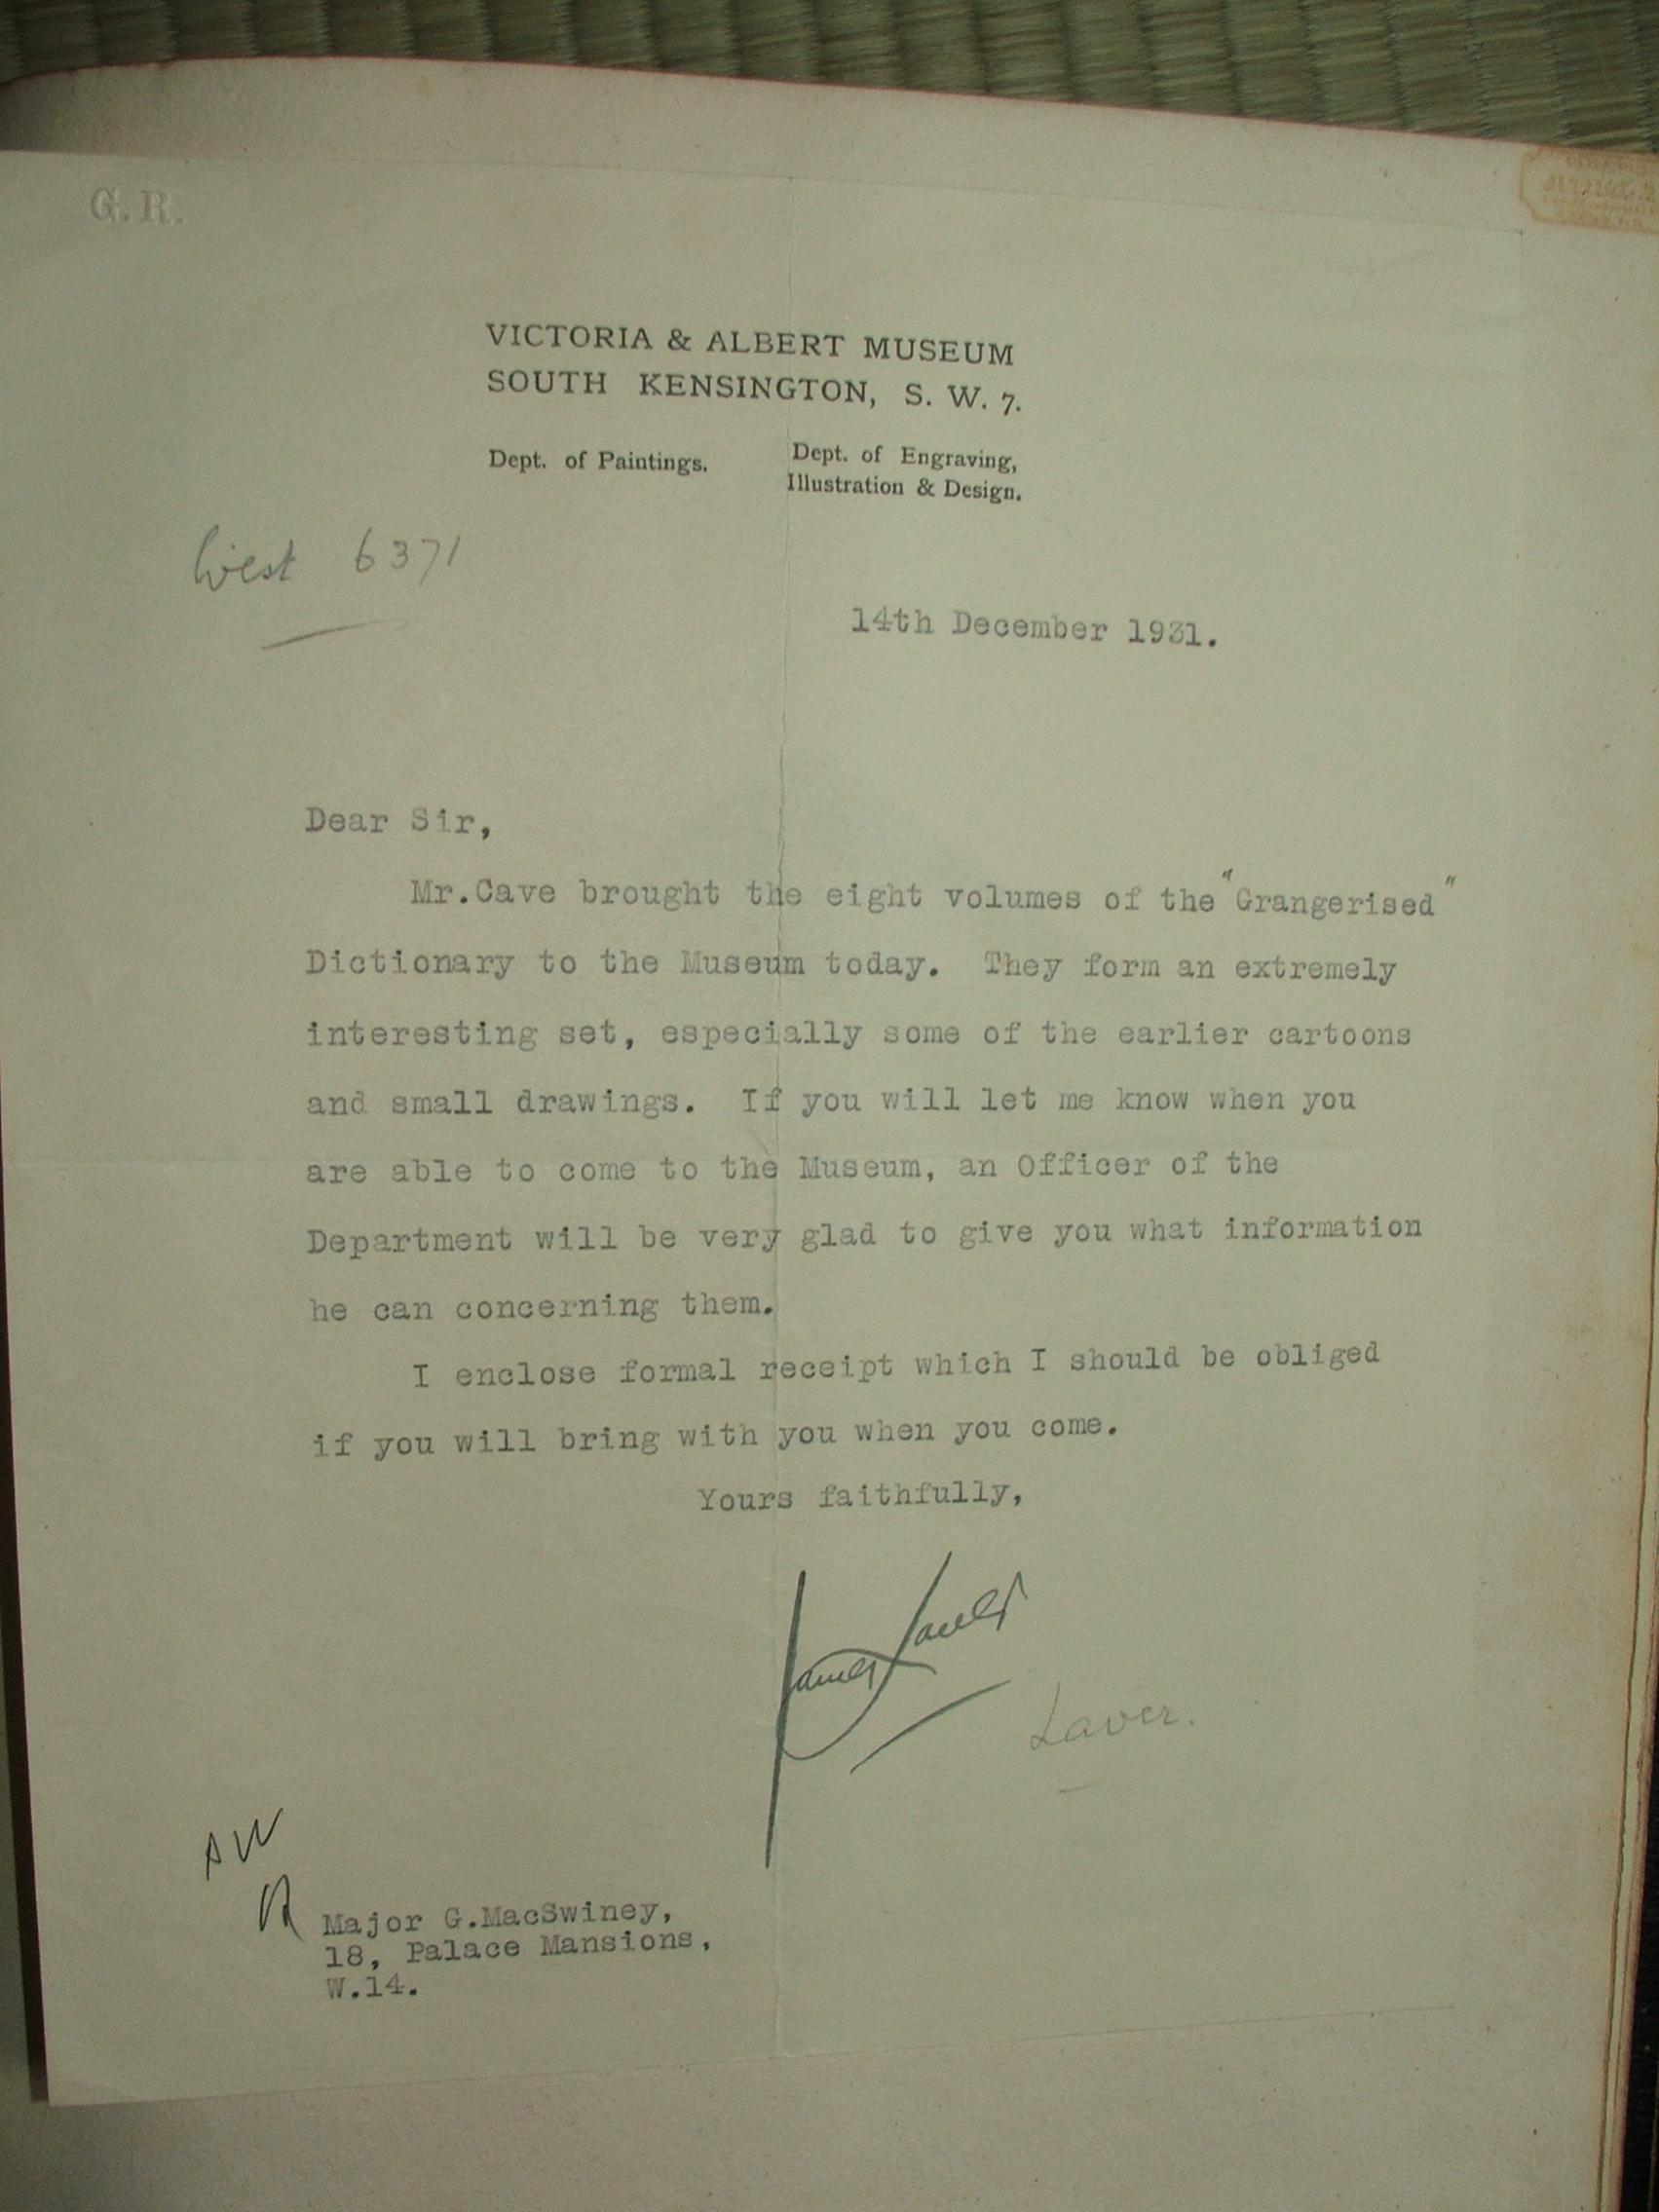 G. R.
VICTORIA & ALBERT MUSEUM
SOUTH KENSINGTON, S. W. 7.
Dept. of Paintings.
Dept. of Engraving,
Illustration & Design.
West 6371
14th December 1931.
Dear Sir,
Mr.Cave brought the eight volumes of the "Grangerised"
Dictionary to the Museum today. They form an extremely
interesting set, especially some of the earlier cartoons
and small drawings. If you will let me know when you
are able to come to the Museum, an Officer of the
Department will be very glad to give you what information
he can concerning them.
I enclose formal receipt which I should be obliged
if you will bring with you when you come.
Yours faithfully,
James Laver
Laver.
AW
Major G.MacSwiney,
18, Palace Mansions,
W.14.